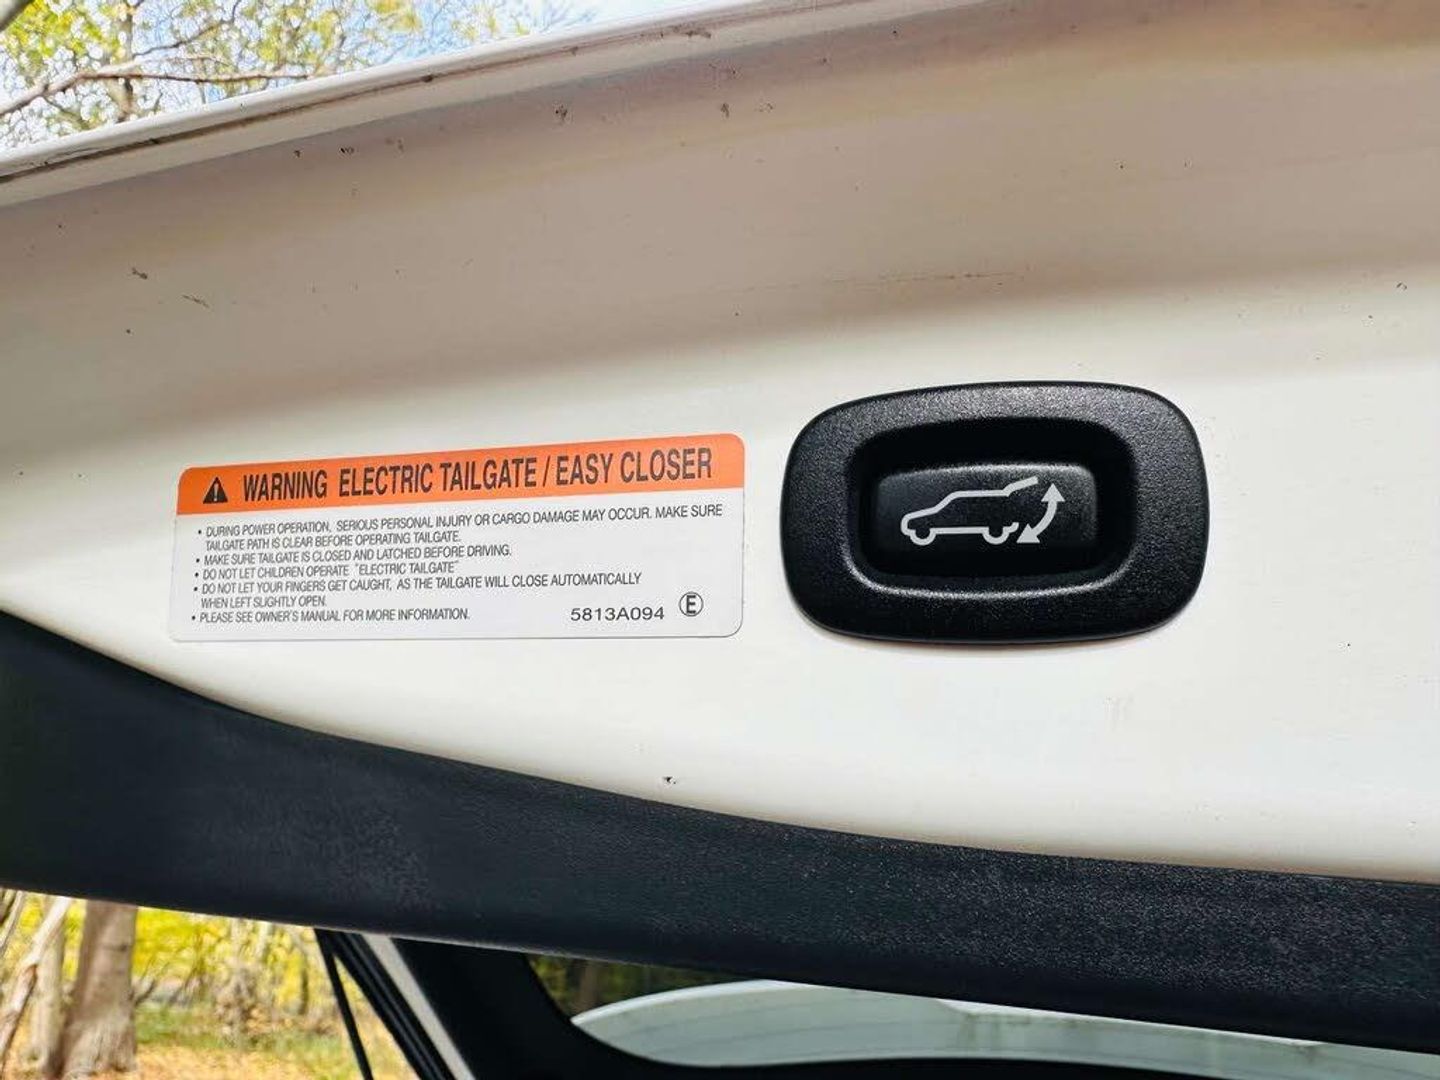 WARNING ELECTRIC TAILGATE / EASY CLOSER
• DURING POWER OPERATION, SERIOUS PERSONAL INJURY OR CARGO DAMAGE MAY OCCUR. MAKE SURE
TAILGATE PATH IS CLEAR BEFORE OPERATING TAILGATE.
• MAKE SURE TAILGATE IS CLOSED AND LATCHED BEFORE DRIVING.
• DO NOT LET CHILDREN OPERATE "ELECTRIC TAILGATE"
• DO NOT LET YOUR FINGERS GET CAUGHT, AS THE TAILGATE WILL CLOSE AUTOMATICALLY
WHEN LEFT SLIGHTLY OPEN.
• PLEASE SEE OWNER'S MANUAL FOR MORE INFORMATION.
5813A094 Ⓔ